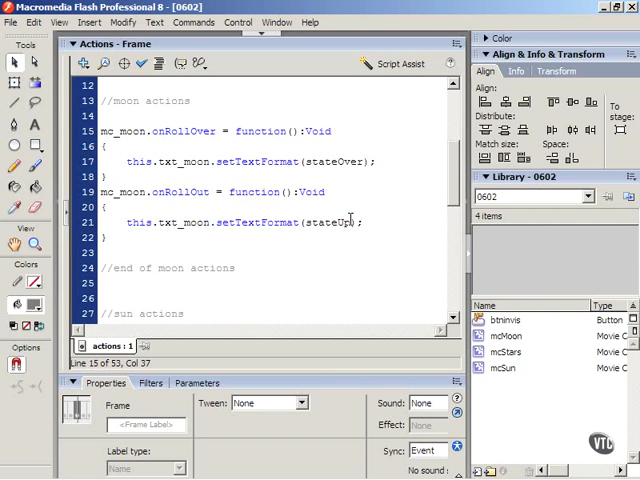 Macromedia Flash Professional 8 - [0602]
File Edit View Insert Modify Text Commands Control Window Help
Tools
View
Colors
Options
Actions - Frame
Script Assist
12
13 //moon actions
14
15 mc_moon.onRollOver = function():Void
16 {
17 this.txt_moon.setTextFormat(stateOver);
18 }
19 mc_moon.onRollOut = function():Void
20 {
21 this.txt_moon.setTextFormat(stateUp);
22 }
23
24 //end of moon actions
25
26
27 //sun actions
actions : 1
Line 15 of 53, Col 37
Properties Filters Parameters
Frame
<Frame Label>
Label type:
Name
Tween: None
Sound: None
Effect: None
Sync: Event
No sound
Color
Align & Info & Transform
Align Info Transform
Align:
Distribute:
Match size:
Space:
To stage:
Library - 0602
0602
4 items
Name Type
btninvis Button
mcMoon Movie C
mcStars Movie C
mcSun Movie C
VTC